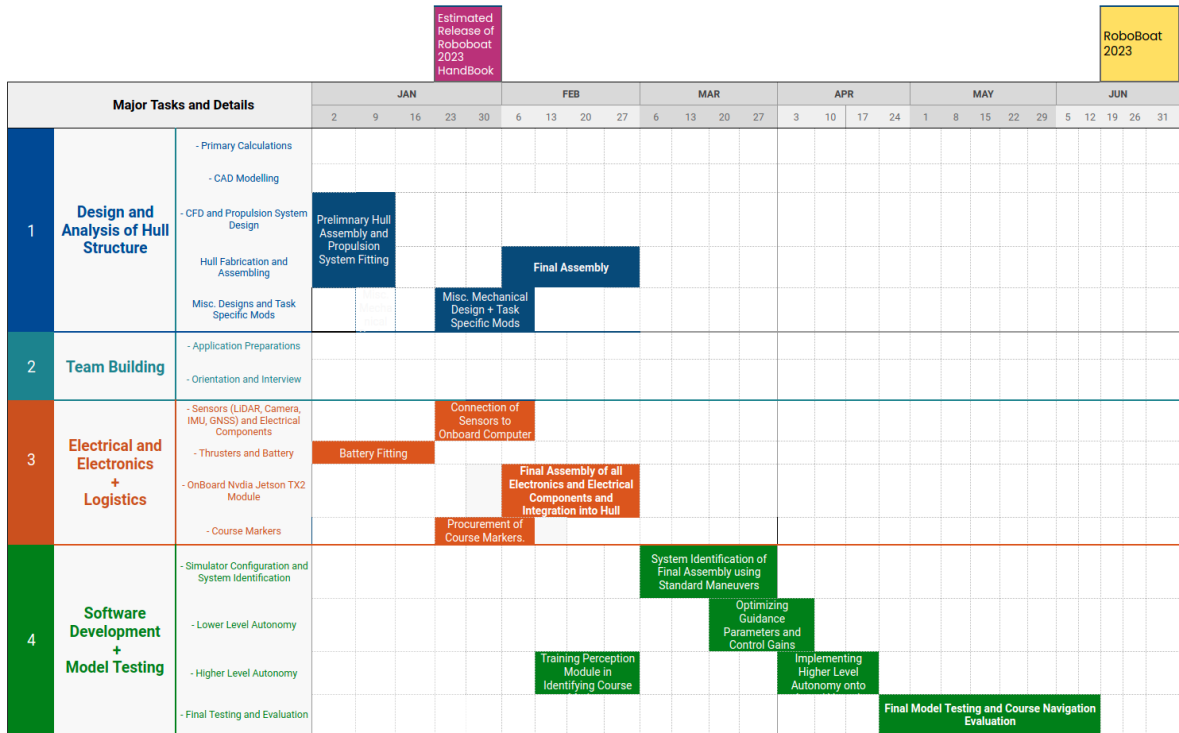 Estimated
Release of
Roboboat
2023
HandBook
RoboBoat
2023
Major Tasks and Details
JAN
FEB
MAR
APR
MAY
JUN
2 9 16 23 30 6 13 20 27 6 13 20 27 3 10 17 24 1 8 15 22 29 5 12 19 26 31
1
Design and
Analysis of Hull
Structure
- Primary Calculations
- CAD Modelling
- CFD and Propulsion System
Design
Hull Fabrication and
Assembling
Misc. Designs and Task
Specific Mods
Prelimnary Hull
Assembly and
Propulsion
System Fitting
Final Assembly
Misc. Mechanical
Design + Task
Specific Mods
2
Team Building
- Application Preparations
- Orientation and Interview
3
Electrical and
Electronics
+
Logistics
- Sensors (LiDAR, Camera,
IMU, GNSS) and Electrical
Components
- Thrusters and Battery
- OnBoard Nvdia Jetson TX2
Module
- Course Markers
Connection of
Sensors to
Onboard Computer
Battery Fitting
Final Assembly of all
Electronics and Electrical
Components and
Integration into Hull
Procurement of
Course Markers.
4
Software
Development
+
Model Testing
- Simulator Configuration and
System Identification
- Lower Level Autonomy
- Higher Level Autonomy
- Final Testing and Evaluation
System Identification of
Final Assembly using
Standard Maneuvers
Optimizing
Guidance
Parameters and
Control Gains
Training Perception
Module in
Identifying Course
Implementing
Higher Level
Autonomy onto
Final Model Testing and Course Navigation
Evaluation